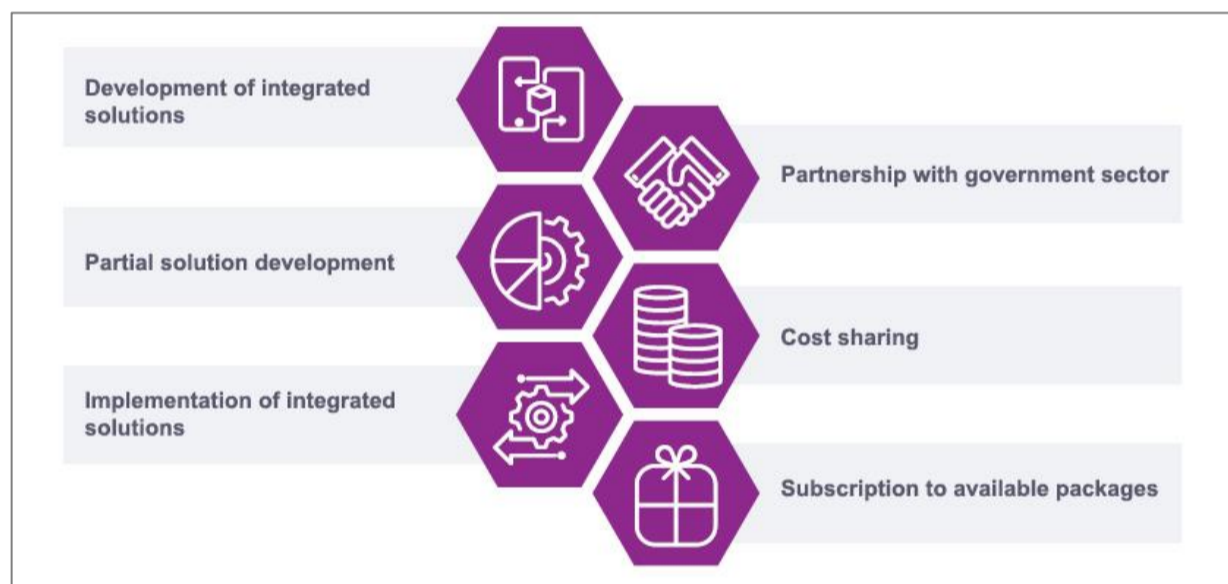 Development of integrated
solutions
Partnership with government sector
Partial solution development
Cost sharing
Implementation of integrated
solutions
Subscription to available packages